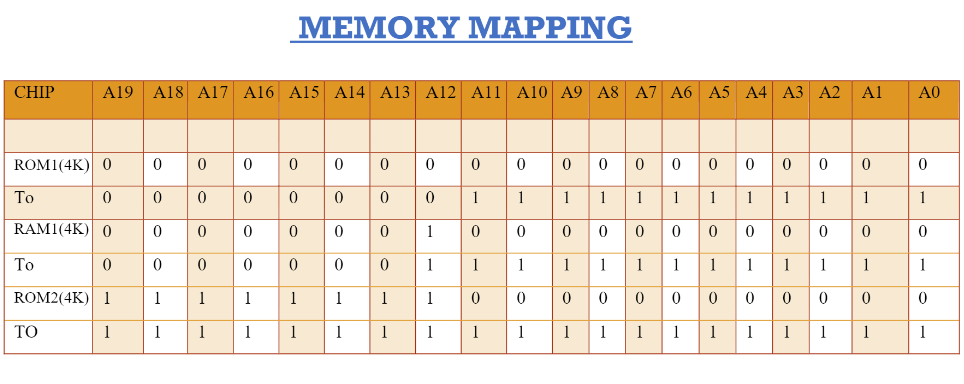 MEMORY MAPPING
CHIP A19 A18 A17 A16 A15 A14 A13 A12 A11 A10 A9 A8 A7 A6 A5 A4 A3 A2 A1 A0
ROM1(4K) 0 0 0 0 0 0 0 0 0 0 0 0 0 0 0 0 0 0 0 0
To 0 0 0 0 0 0 0 0 1 1 1 1 1 1 1 1 1 1 1 1
RAM1(4K) 0 0 0 0 0 0 0 1 0 0 0 0 0 0 0 0 0 0 0 0
To 0 0 0 0 0 0 0 1 1 1 1 1 1 1 1 1 1 1 1 1
ROM2(4K) 1 1 1 1 1 1 1 1 0 0 0 0 0 0 0 0 0 0 0 0
TO 1 1 1 1 1 1 1 1 1 1 1 1 1 1 1 1 1 1 1 1